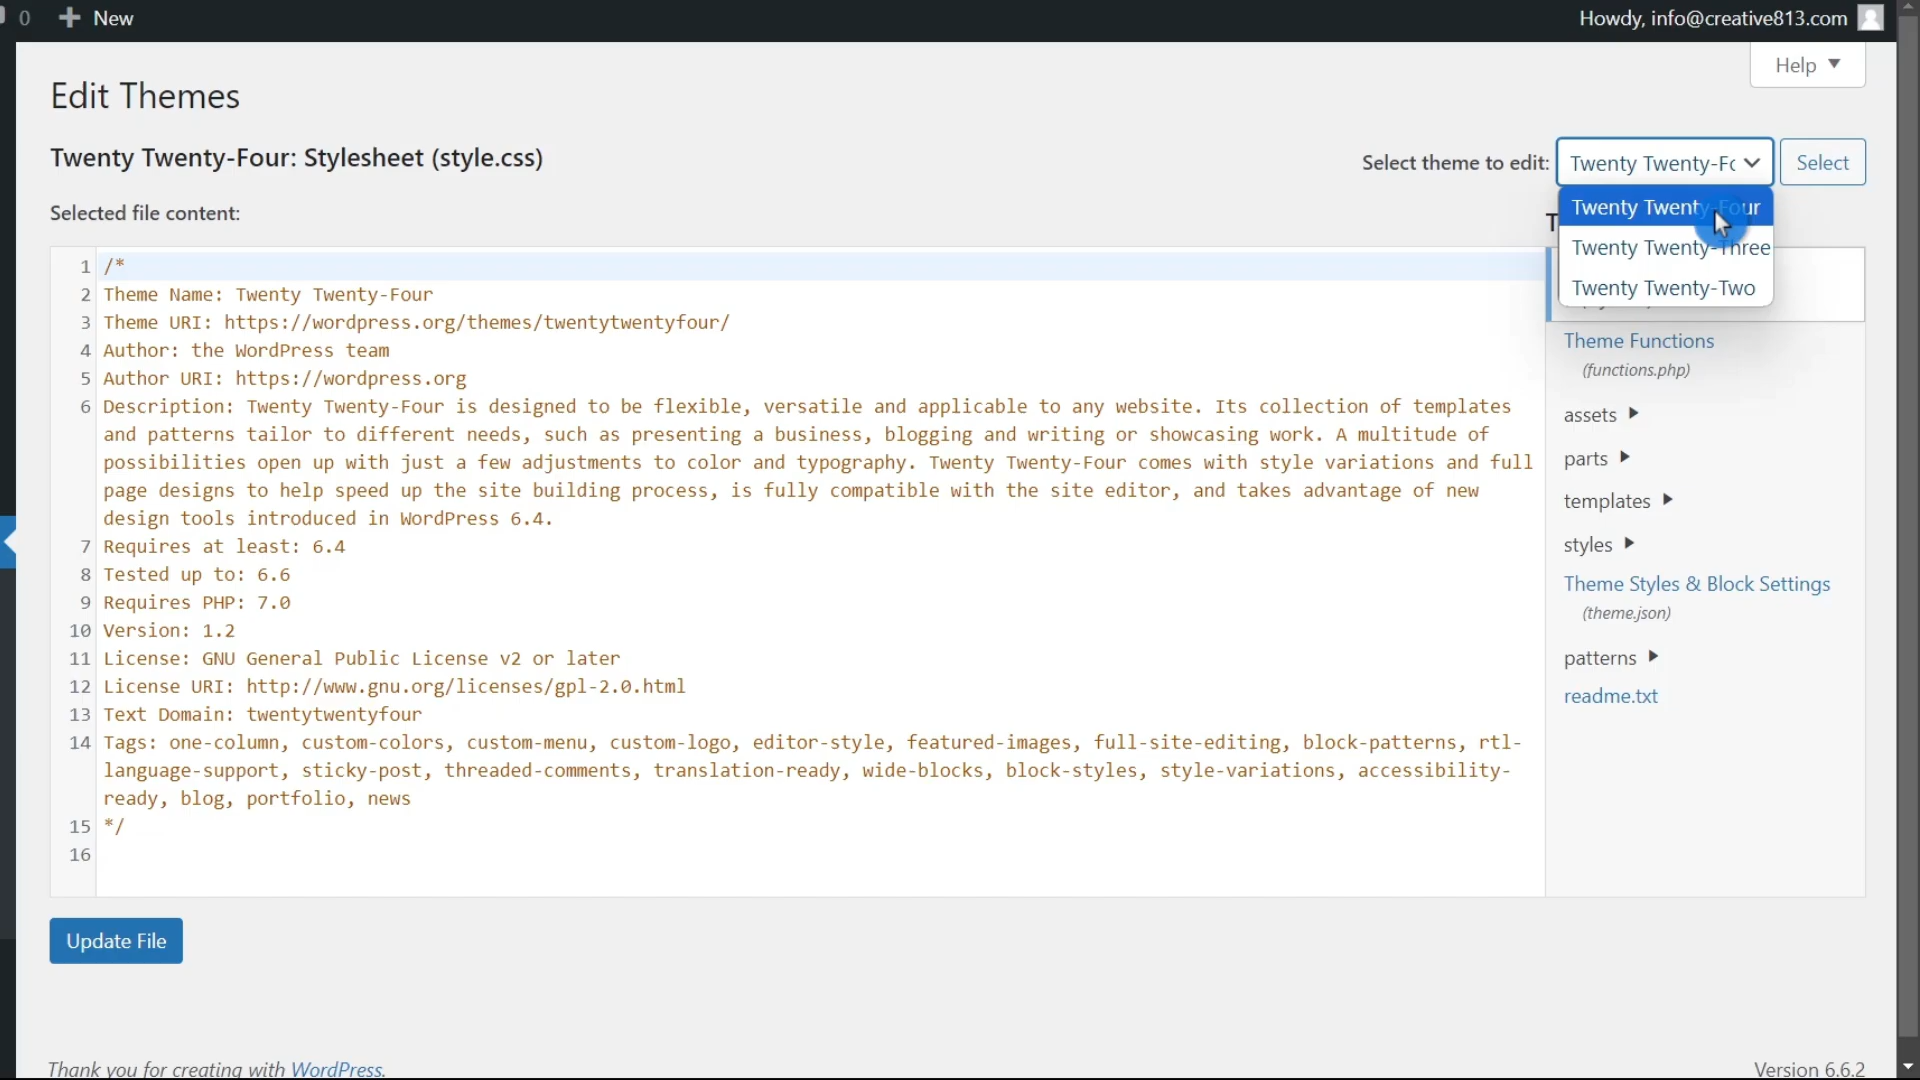 0 New
Howdy, info@creative813.com
Help
Edit Themes
Twenty Twenty-Four: Stylesheet (style.css)
Select theme to edit: Twenty Twenty-Fo Select
Twenty Twenty-Four
Twenty Twenty-Three
Twenty Twenty-Two
Selected file content:
1 /*
2 Theme Name: Twenty Twenty-Four
3 Theme URI: https://wordpress.org/themes/twentytwentyfour/
4 Author: the WordPress team
5 Author URI: https://wordpress.org
6 Description: Twenty Twenty-Four is designed to be flexible, versatile and applicable to any website. Its collection of templates
and patterns tailor to different needs, such as presenting a business, blogging and writing or showcasing work. A multitude of
possibilities open up with just a few adjustments to color and typography. Twenty Twenty-Four comes with style variations and full
page designs to help speed up the site building process, is fully compatible with the site editor, and takes advantage of new
design tools introduced in WordPress 6.4.
7 Requires at least: 6.4
8 Tested up to: 6.6
9 Requires PHP: 7.0
10 Version: 1.2
11 License: GNU General Public License v2 or later
12 License URI: http://www.gnu.org/licenses/gpl-2.0.html
13 Text Domain: twentytwentyfour
14 Tags: one-column, custom-colors, custom-menu, custom-logo, editor-style, featured-images, full-site-editing, block-patterns, rtl-
language-support, sticky-post, threaded-comments, translation-ready, wide-blocks, block-styles, style-variations, accessibility-
ready, blog, portfolio, news
15 */
16
Theme Functions
(functions.php)
assets
parts
templates
styles
Theme Styles & Block Settings
(theme.json)
patterns
readme.txt
Update File
Thank you for creating with WordPress.
Version 6.6.2